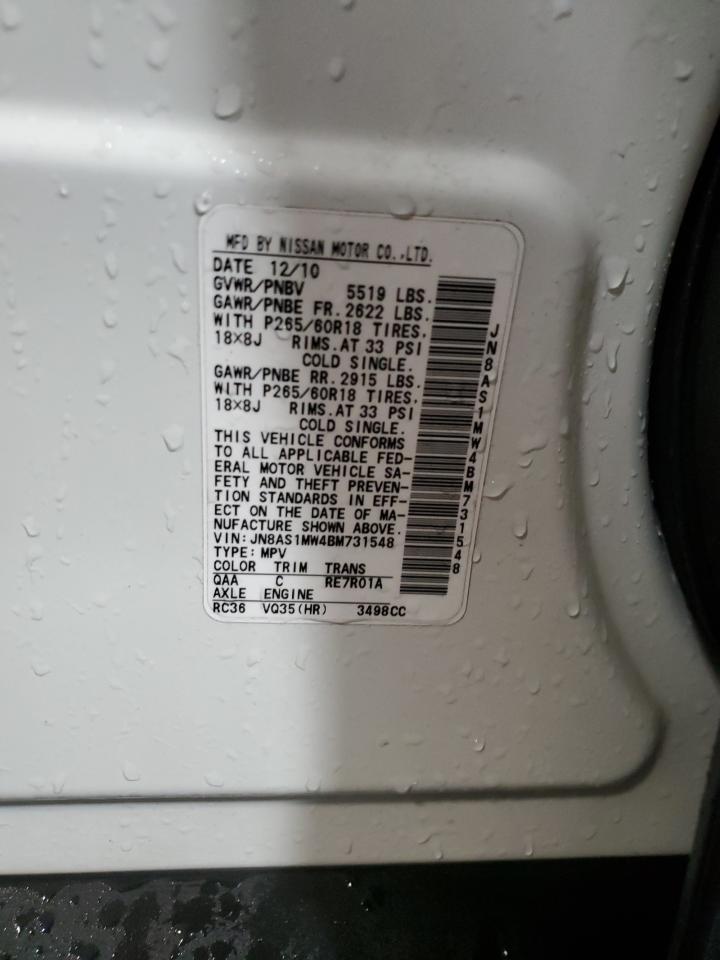 MFD BY NISSAN MOTOR CO.,LTD.
DATE 12/10
GVWR/PNBV 5519 LBS.
GAWR/PNBE FR. 2622 LBS.
WITH P265/60R18 TIRES,
18X8J RIMS. AT 33 PSI
COLD SINGLE.
GAWR/PNBE RR. 2915 LBS.
WITH P265/60R18 TIRES,
18X8J RIMS. AT 33 PSI
COLD SINGLE.
THIS VEHICLE CONFORMS
TO ALL APPLICABLE FED-
ERAL MOTOR VEHICLE SA-
FETY AND THEFT PREVEN-
TION STANDARDS IN EFF-
ECT ON THE DATE OF MA-
NUFACTURE SHOWN ABOVE.
VIN: JN8AS1MW4BM731548
TYPE: MPV
COLOR TRIM TRANS
QAA C RE7R01A
AXLE ENGINE
RC36 VQ35(HR) 3498CC
JN8AS1MW4BM731548